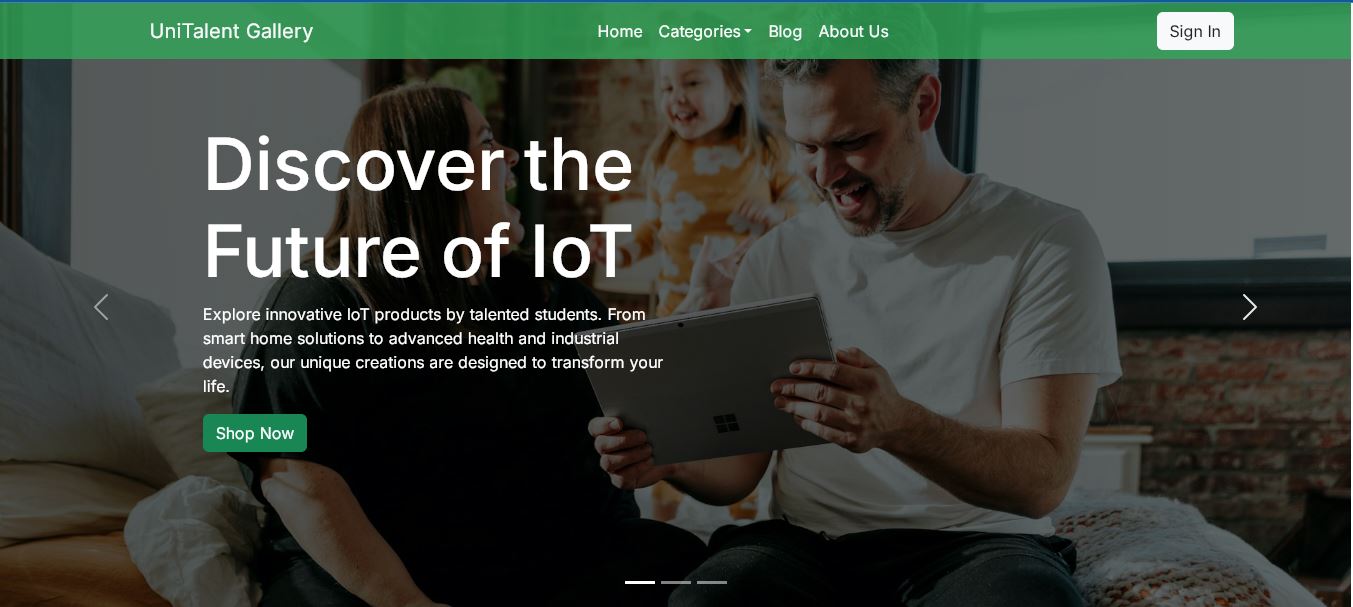 UniTalent Gallery
Home Categories Blog About Us
Sign In
Discover the
Future of IoT
Explore innovative IoT products by talented students. From
smart home solutions to advanced health and industrial
devices, our unique creations are designed to transform your
life.
Shop Now